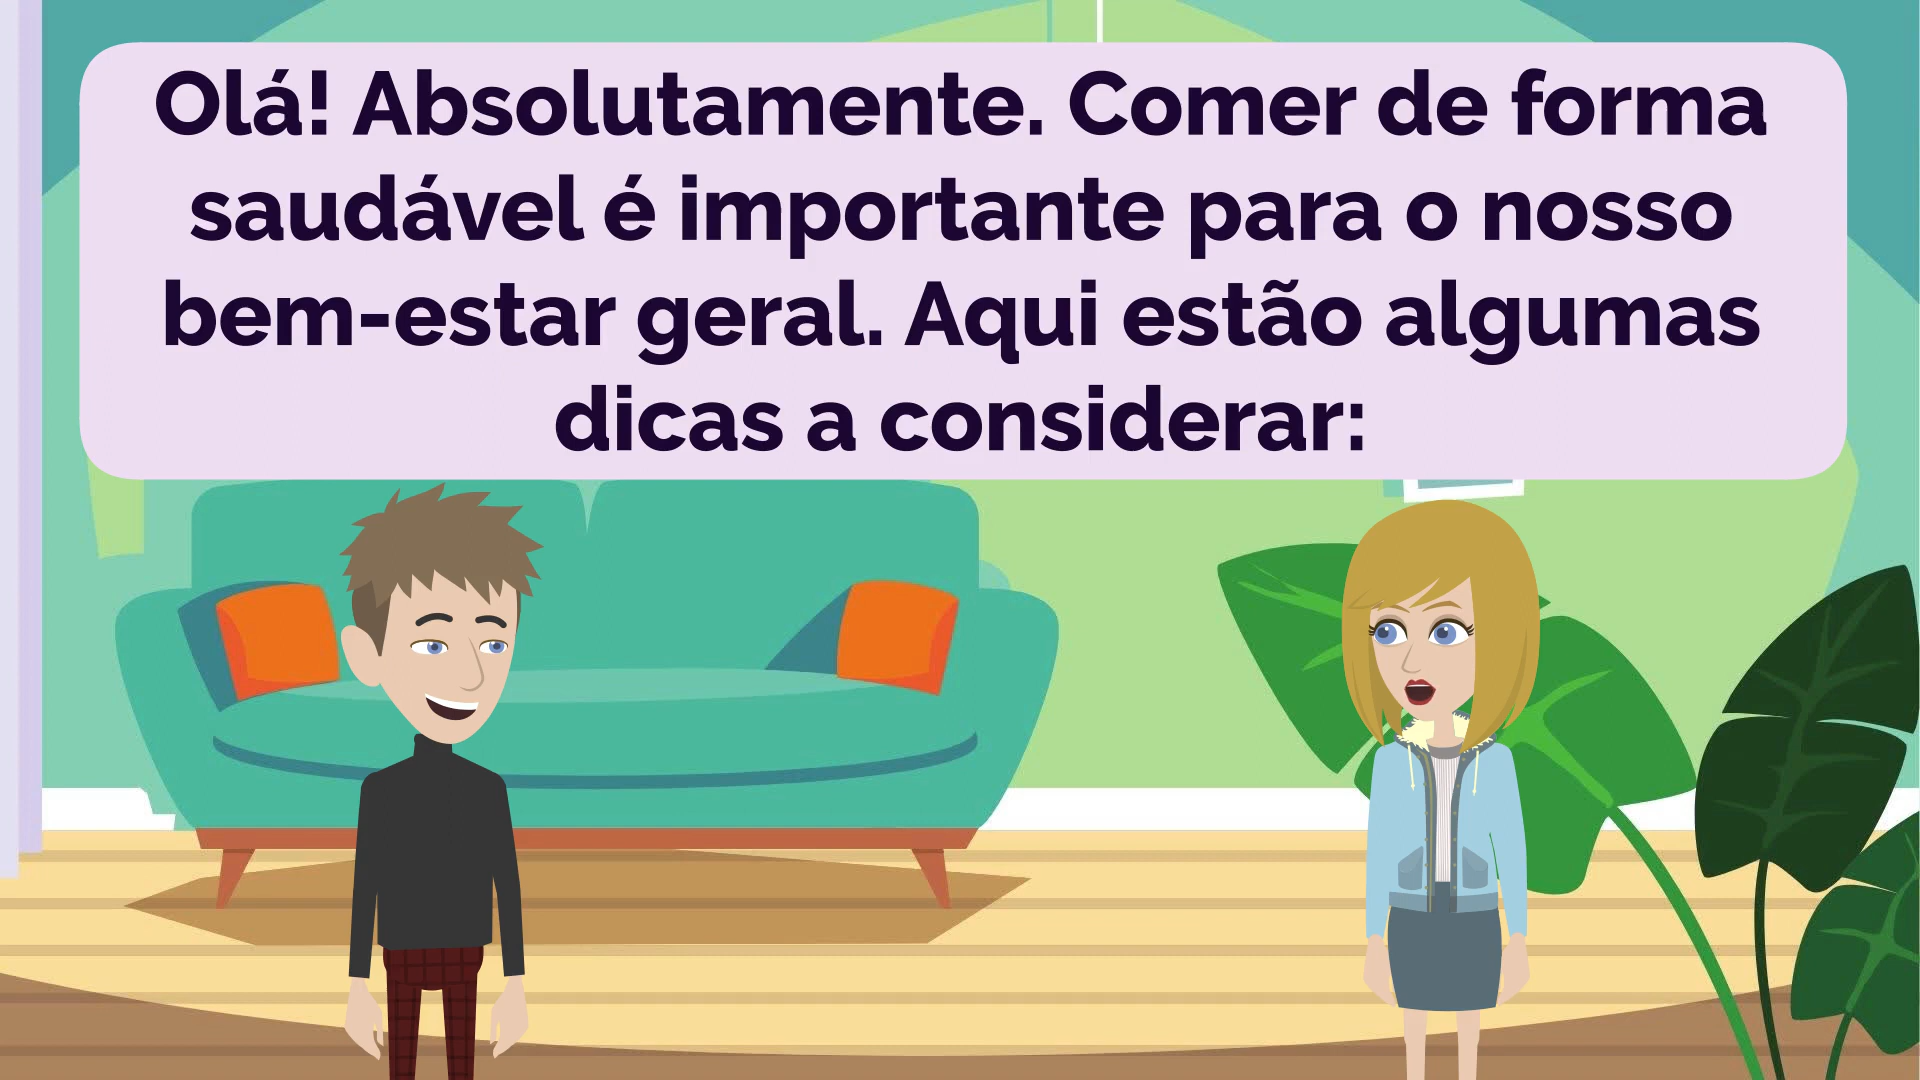 Olá! Absolutamente. Comer de forma
saudável é importante para o nosso
bem-estar geral. Aqui estão algumas
dicas a considerar: